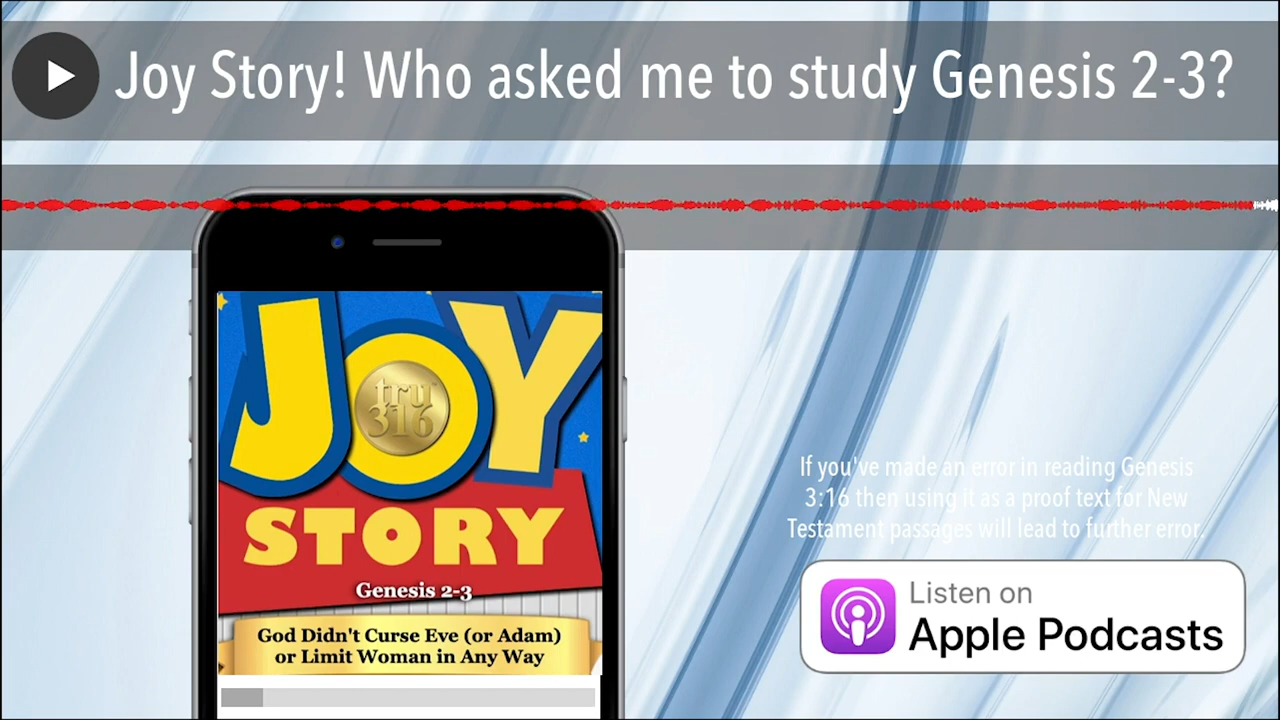 Joy Story! Who asked me to study Genesis 2-3?
JOY
tru
316
STORY
Genesis 2-3
God Didn't Curse Eve (or Adam)
or Limit Woman in Any Way
If you've made an error in reading Genesis
3:16 then using it as a proof text for New
Testament passages will lead to further error.
Listen on
Apple Podcasts